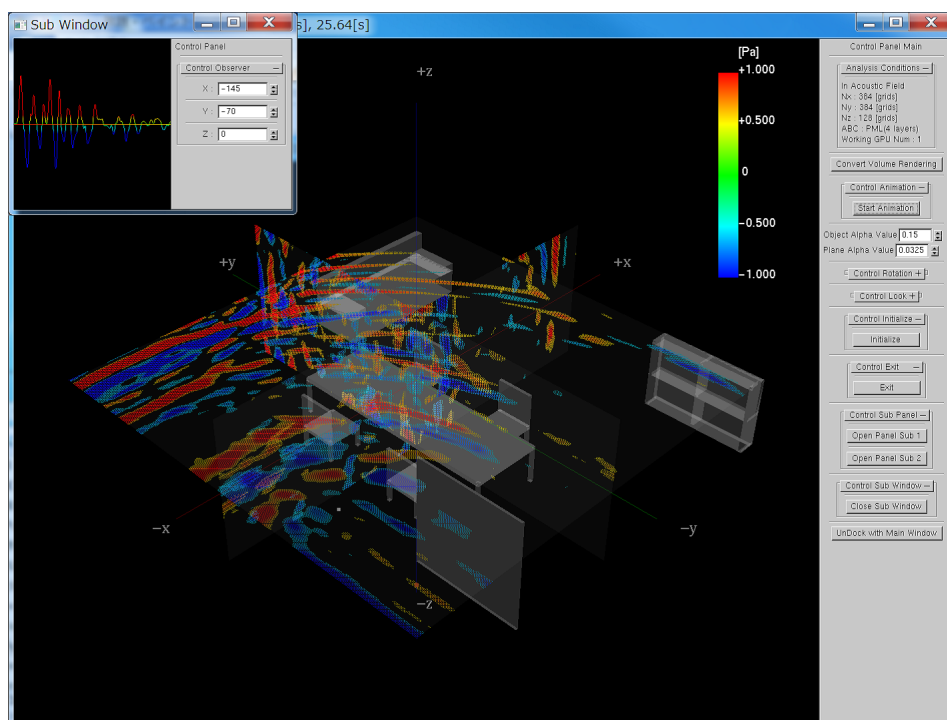 Sub Window
s], 25.64[s]
Control Panel
Control Observer
X : -145
Y : -70
Z : 0
[Pa]
+1.000
+0.500
0
-0.500
-1.000
+z
+y
+x
-x
-y
-z
Control Panel Main
Analysis Conditions
In Acoustic Field
Nx : 384 [grids]
Ny : 384 [grids]
Nz : 128 [grids]
ABC : PML(4 layers)
Working GPU Num : 1
Convert Volume Rendering
Control Animation
Start Animation
Object Alpha Value 0.15
Plane Alpha Value 0.0325
Control Rotation +
Control Look +
Control Initialize
Initialize
Control Exit
Exit
Control Sub Panel
Open Panel Sub 1
Open Panel Sub 2
Control Sub Window
Close Sub Window
UnDock with Main Window